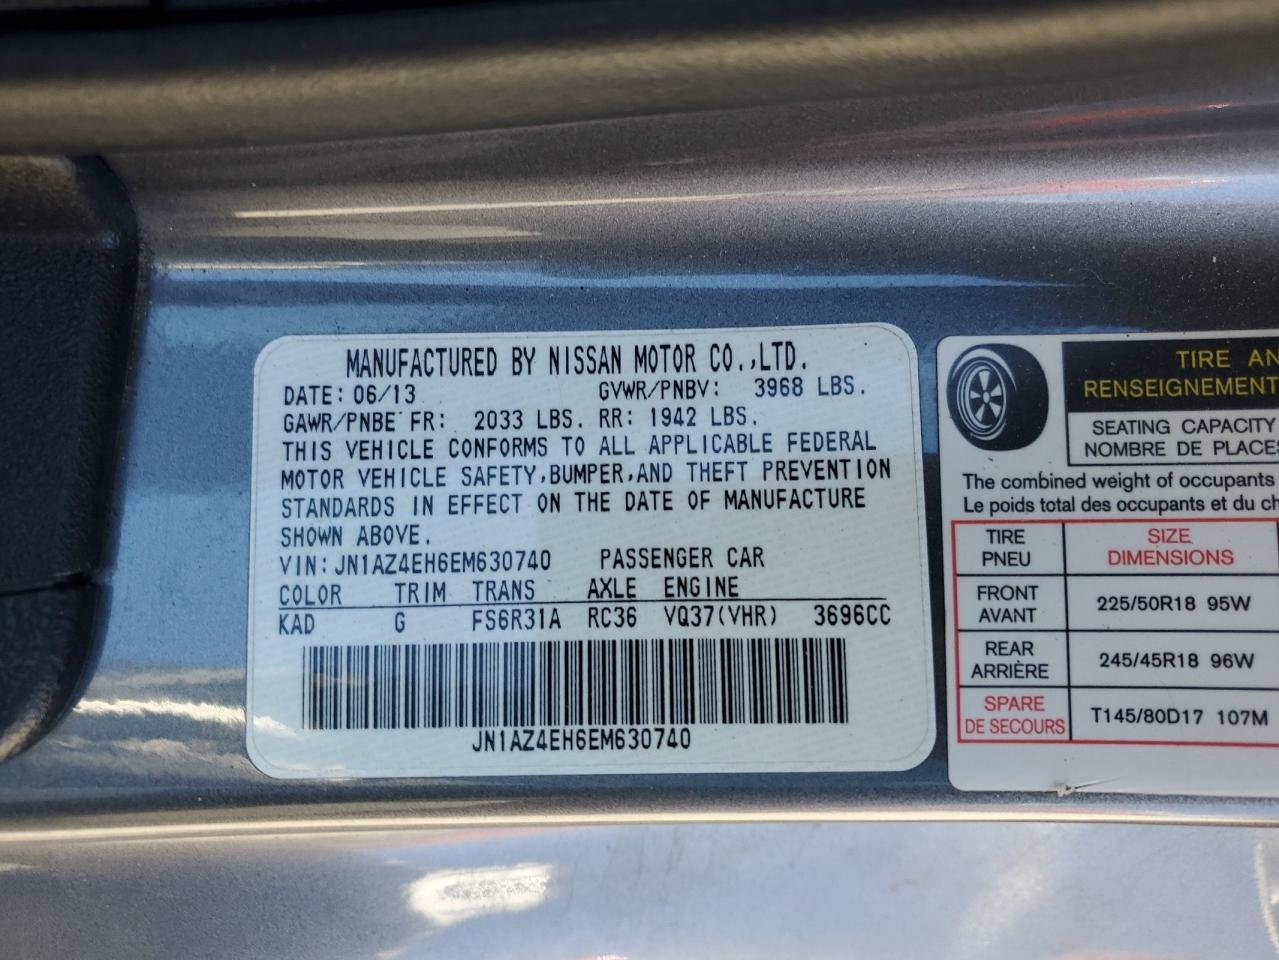 MANUFACTURED BY NISSAN MOTOR CO.,LTD.
DATE: 06/13 GVWR/PNBV: 3968 LBS.
GAWR/PNBE FR: 2033 LBS. RR: 1942 LBS.
THIS VEHICLE CONFORMS TO ALL APPLICABLE FEDERAL
MOTOR VEHICLE SAFETY,BUMPER,AND THEFT PREVENTION
STANDARDS IN EFFECT ON THE DATE OF MANUFACTURE
SHOWN ABOVE.
VIN:JN1AZ4EH6EM630740 PASSENGER CAR
COLOR TRIM TRANS AXLE ENGINE
KAD G FS6R31A RC36 VQ37(VHR) 3696CC
JN1AZ4EH6EM630740
TIRE AN
RENSEIGNEMENT
SEATING CAPACITY
NOMBRE DE PLACES
The combined weight of occupants
Le poids total des occupants et du ch
TIRE SIZE
PNEU DIMENSIONS
FRONT
AVANT 225/50R18 95W
REAR
ARRIÈRE 245/45R18 96W
SPARE
DE SECOURS T145/80D17 107M